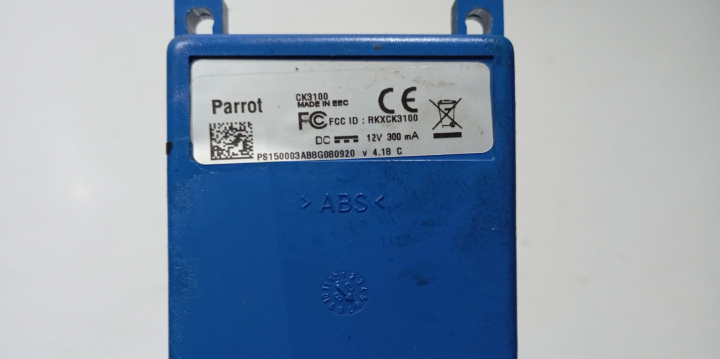 Parrot
CK3100
MADE IN EEC
CE
FC FCC ID : RKXCK3100
DC 12V 300 mA
PS150003AB8G080920 v 4.18 C
>ABS<